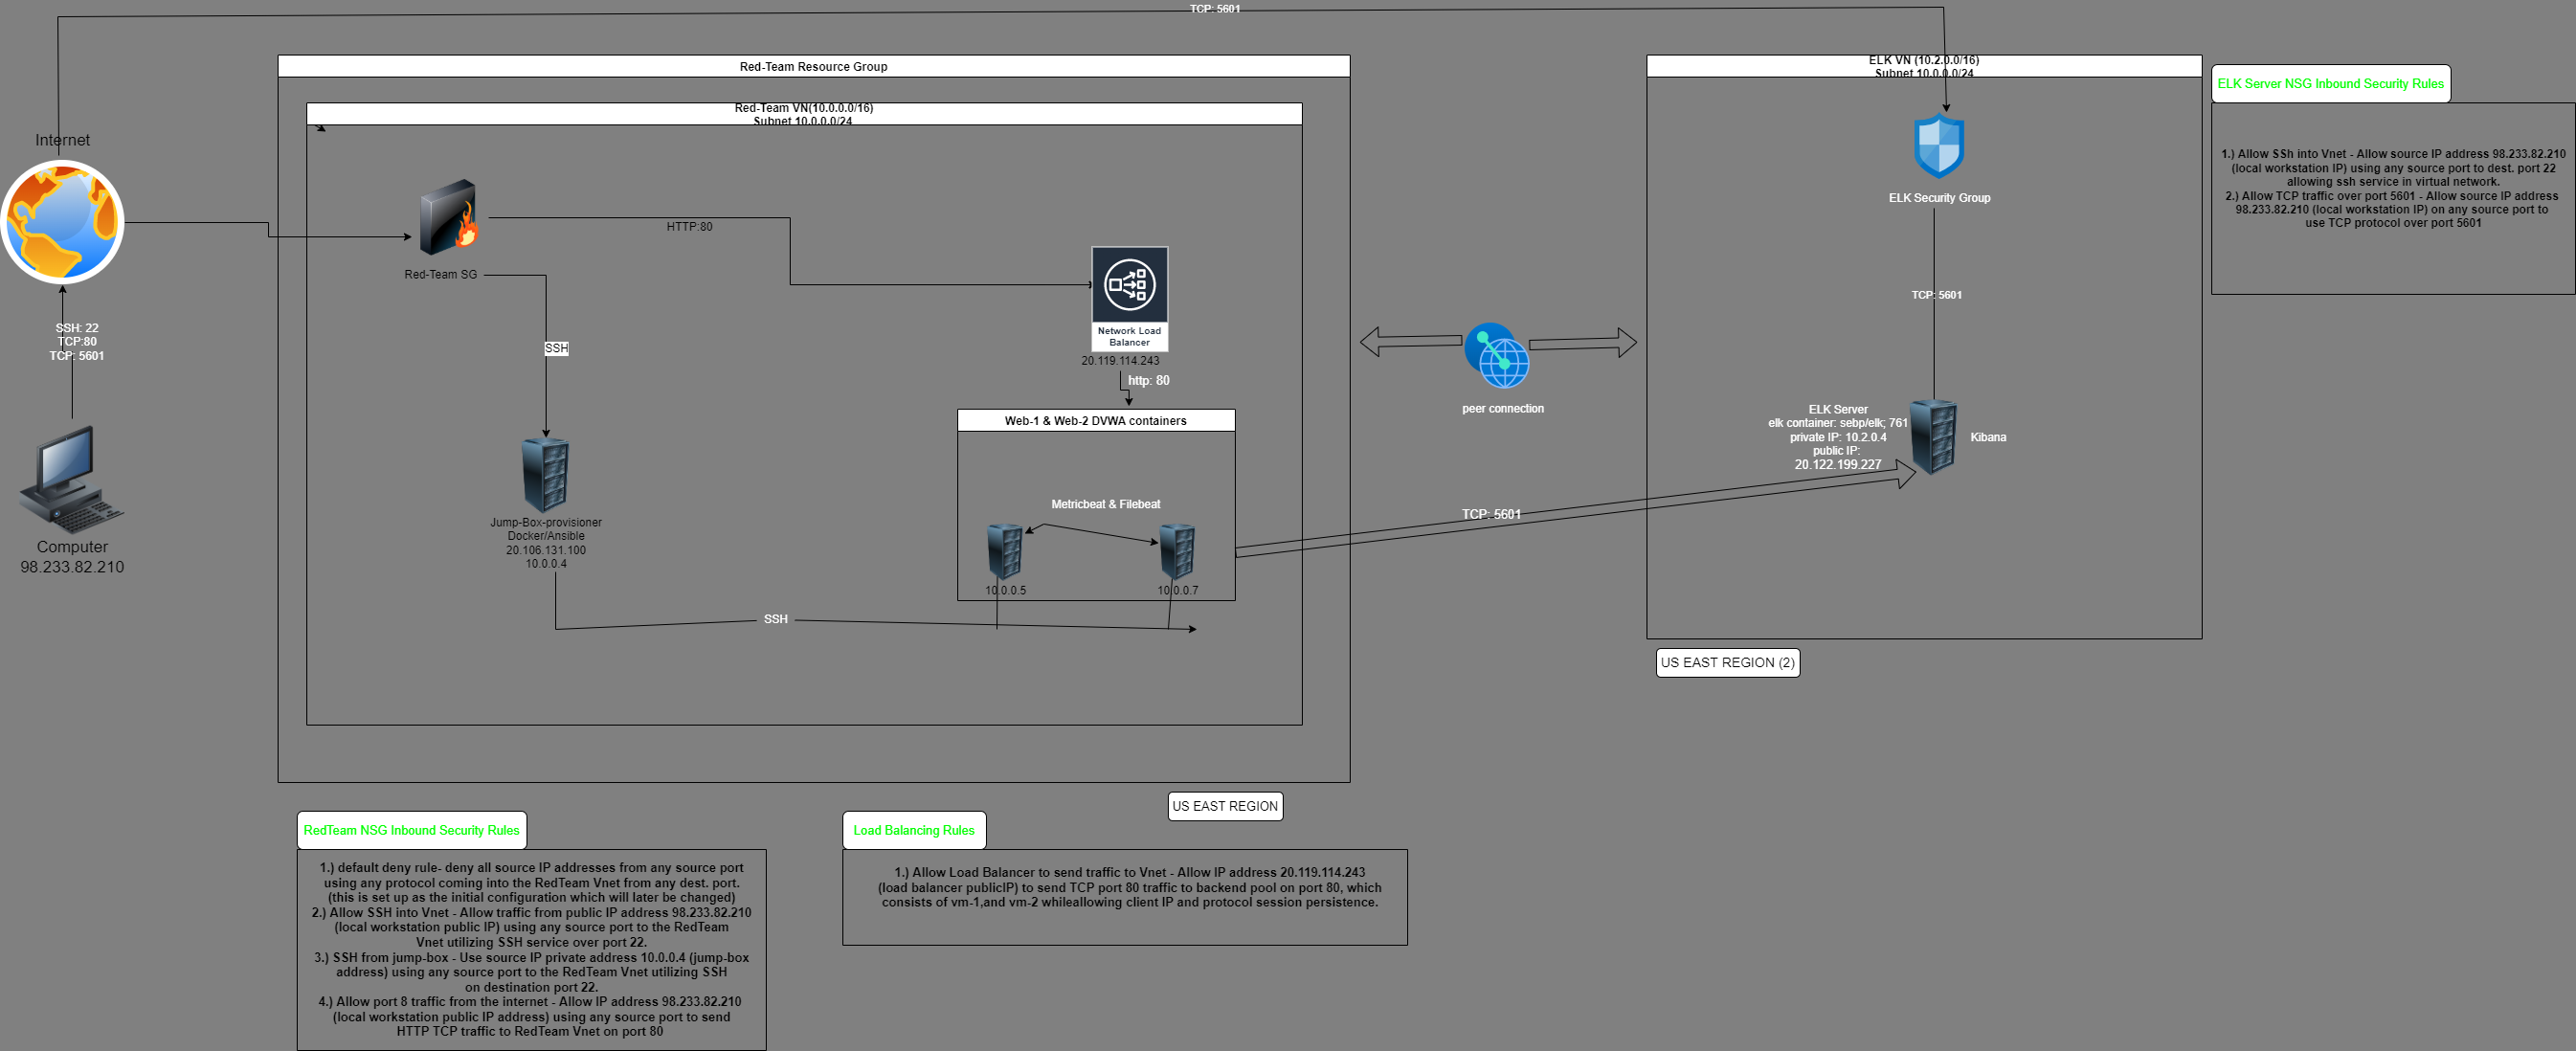 TCP: 5601
Red-Team Resource Group
Red-Team VN(10.0.0.0/16)
Subnet 10.0.0.0/24
ELK VN (10.2.0.0/16)
Subnet 10.0.0.0/24
ELK Server NSG Inbound Security Rules
1.) Allow SSh into Vnet - Allow source IP address 98.233.82.210
(local workstation IP) using any source port to dest. port 22
allowing ssh service in virtual network.
2.) Allow TCP traffic over port 5601 - Allow source IP address
98.233.82.210 (local workstation IP) on any source port to
use TCP protocol over port 5601
Internet
SSH: 22
TCP:80
TCP: 5601
Computer
98.233.82.210
Red-Team SG
HTTP:80
SSH
Network Load
Balancer
20.119.114.243
http: 80
Jump-Box-provisioner
Docker/Ansible
20.106.131.100
10.0.0.4
Web-1 & Web-2 DVWA containers
Metricbeat & Filebeat
10.0.0.5
10.0.0.7
SSH
peer connection
TCP: 5601
ELK Security Group
TCP: 5601
ELK Server
elk container: sebp/elk; 761
private IP: 10.2.0.4
public IP:
20.122.199.227
Kibana
US EAST REGION (2)
US EAST REGION
RedTeam NSG Inbound Security Rules
1.) default deny rule- deny all source IP addresses from any source port
using any protocol coming into the RedTeam Vnet from any dest. port.
(this is set up as the initial configuration which will later be changed)
2.) Allow SSH into Vnet - Allow traffic from public IP address 98.233.82.210
(local workstation public IP) using any source port to the RedTeam
Vnet utilizing SSH service over port 22.
3.) SSH from jump-box - Use source IP private address 10.0.0.4 (jump-box
address) using any source port to the RedTeam Vnet utilizing SSH
on destination port 22.
4.) Allow port 8 traffic from the internet - Allow IP address 98.233.82.210
(local workstation public IP address) using any source port to send
HTTP TCP traffic to RedTeam Vnet on port 80
Load Balancing Rules
1.) Allow Load Balancer to send traffic to Vnet - Allow IP address 20.119.114.243
(load balancer publicIP) to send TCP port 80 traffic to backend pool on port 80, which
consists of vm-1,and vm-2 whileallowing client IP and protocol session persistence.